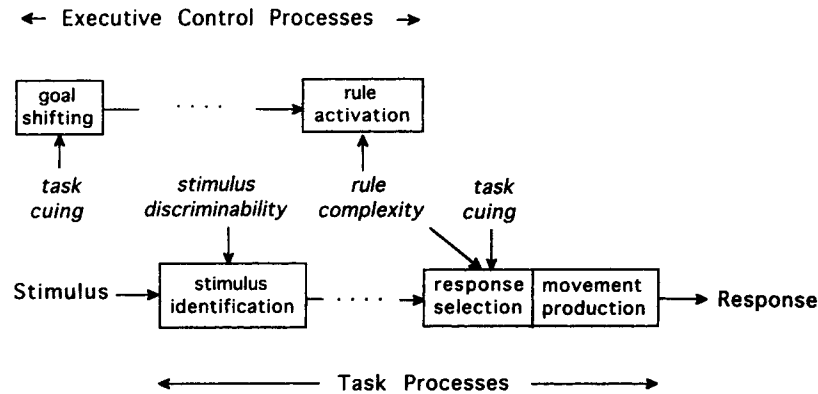 Executive Control Processes
goal
shifting
rule
activation
task
cuing
stimulus
discriminability
rule
complexity
task
cuing
Stimulus
stimulus
identification
response
selection
movement
production
Response
Task Processes